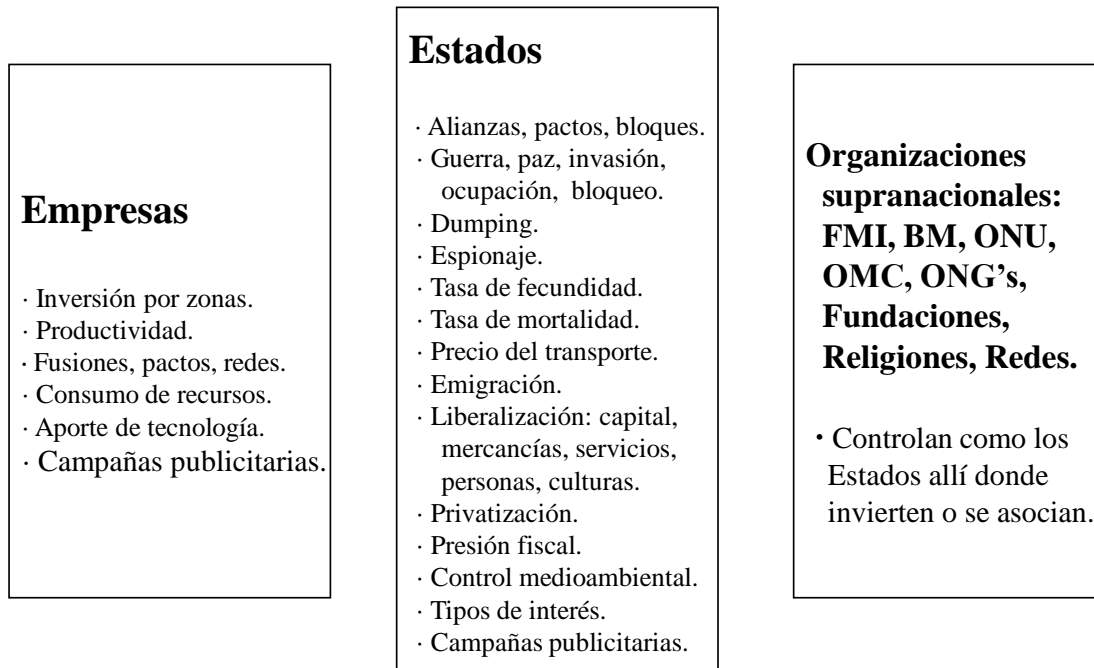 Empresas
· Inversión por zonas.
· Productividad.
· Fusiones, pactos, redes.
· Consumo de recursos.
· Aporte de tecnología.
· Campañas publicitarias.
Estados
· Alianzas, pactos, bloques.
· Guerra, paz, invasión,
ocupación, bloqueo.
· Dumping.
· Espionaje.
· Tasa de fecundidad.
· Tasa de mortalidad.
· Precio del transporte.
· Emigración.
· Liberalización: capital,
mercancías, servicios,
personas, culturas.
· Privatización.
· Presión fiscal.
· Control medioambiental.
· Tipos de interés.
· Campañas publicitarias.
Organizaciones
supranacionales:
FMI, BM, ONU,
OMC, ONG’s,
Fundaciones,
Religiones, Redes.
· Controlan como los
Estados allí donde
invierten o se asocian.